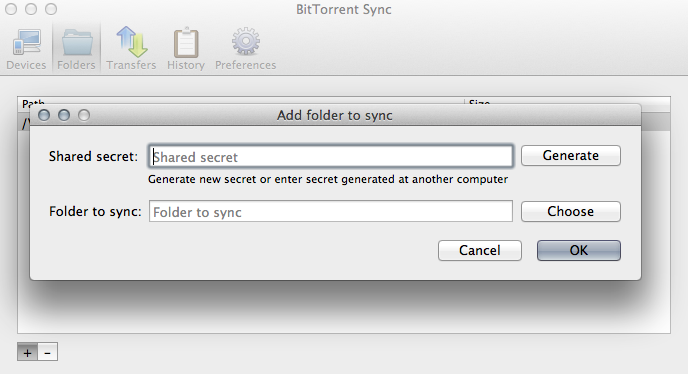 BitTorrent Sync
Devices Folders Transfers History Preferences
Path Size
Add folder to sync
Shared secret: Shared secret Generate
Generate new secret or enter secret generated at another computer
Folder to sync: Folder to sync Choose
Cancel OK
+ -